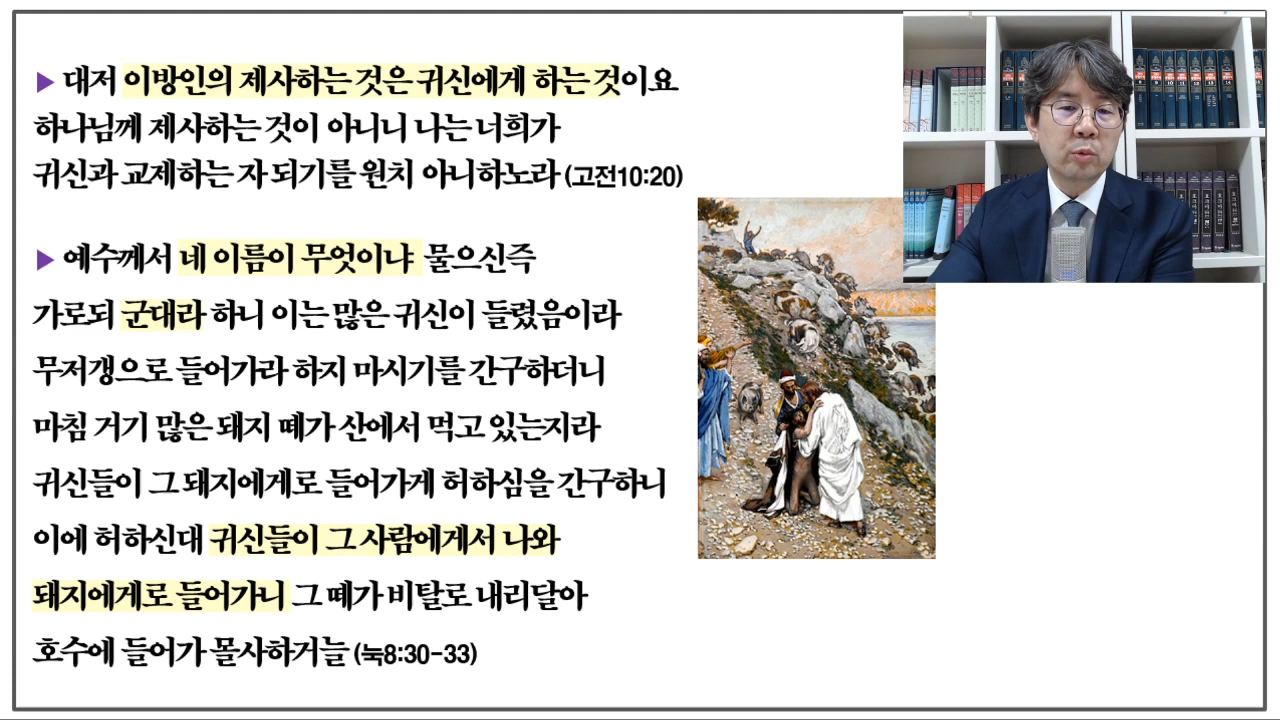 ▶ 대저 이방인의 제사하는 것은 귀신에게 하는 것이요
하나님께 제사하는 것이 아니니 나는 너희가
귀신과 교제하는 자 되기를 원치 아니하노라 (고전10:20)
▶ 예수께서 네 이름이 무엇이냐 물으신즉
가로되 군대라 하니 이는 많은 귀신이 들렸음이라
무저갱으로 들어가라 하지 마시기를 간구하더니
마침 거기 많은 돼지 떼가 산에서 먹고 있는지라
귀신들이 그 돼지에게로 들어가게 허하심을 간구하니
이에 허하신대 귀신들이 그 사람에게서 나와
돼지에게로 들어가니 그 떼가 비탈로 내리달아
호수에 들어가 몰사하거늘 (눅8:30-33)